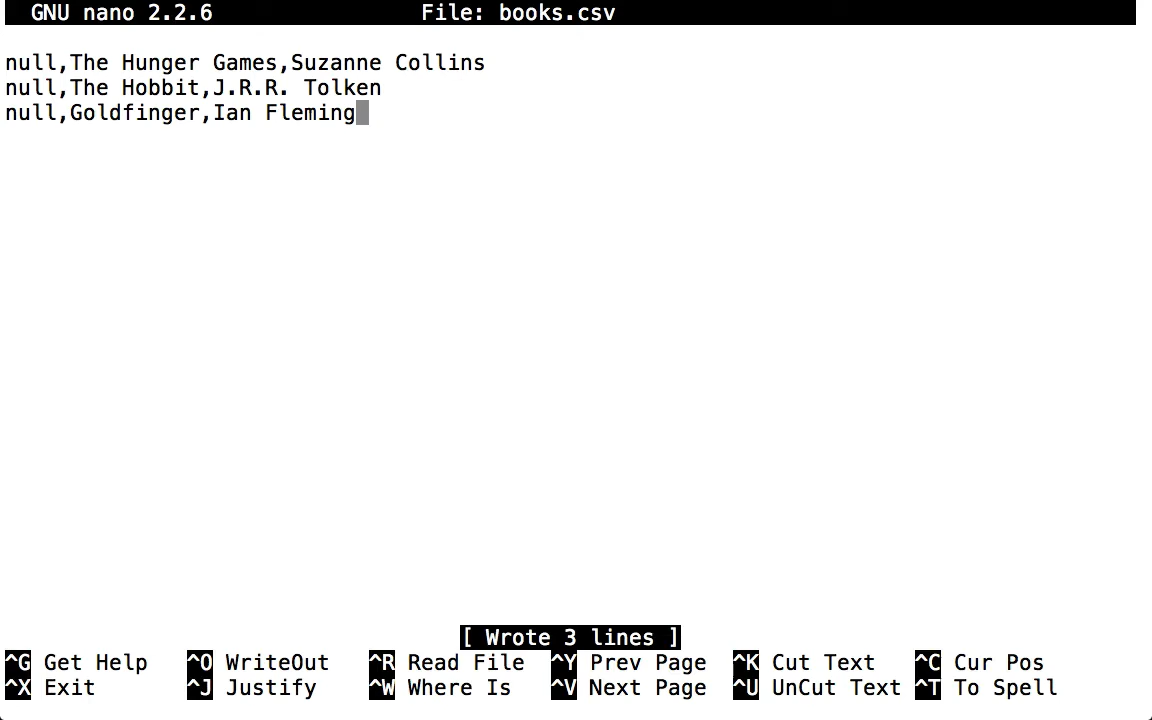 GNU nano 2.2.6 File: books.csv
null,The Hunger Games,Suzanne Collins
null,The Hobbit,J.R.R. Tolken
null,Goldfinger,Ian Fleming
[ Wrote 3 lines ]
^G Get Help ^O WriteOut ^R Read File ^Y Prev Page ^K Cut Text ^C Cur Pos
^X Exit ^J Justify ^W Where Is ^V Next Page ^U UnCut Text ^T To Spell